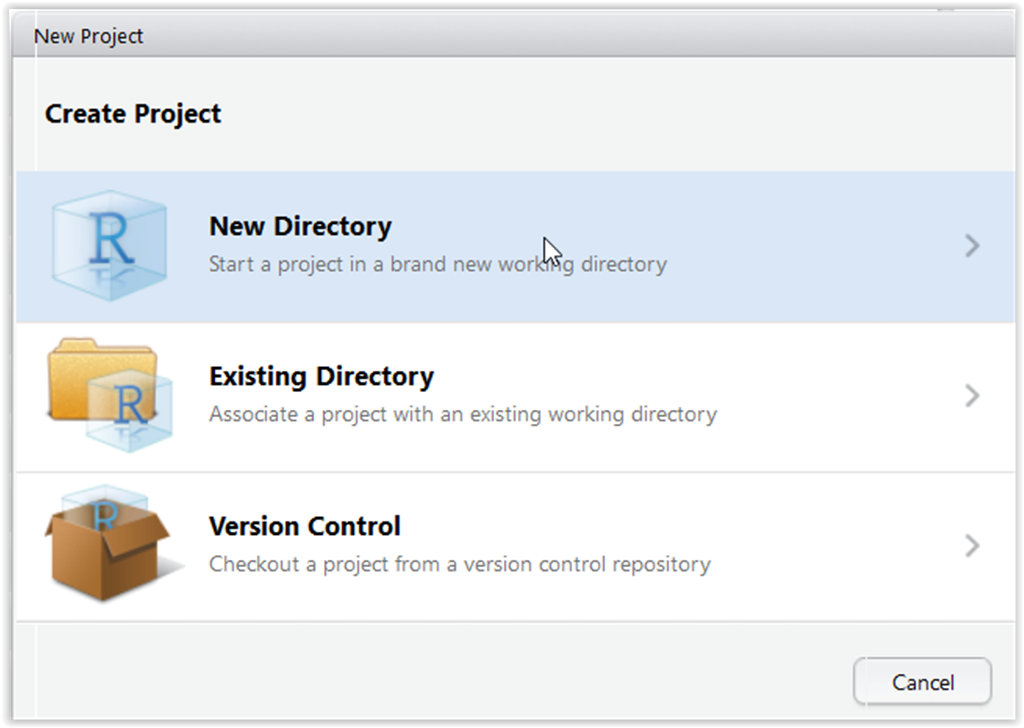 New Project
Create Project
R
New Directory
Start a project in a brand new working directory
R
Existing Directory
Associate a project with an existing working directory
R
Version Control
Checkout a project from a version control repository
Cancel